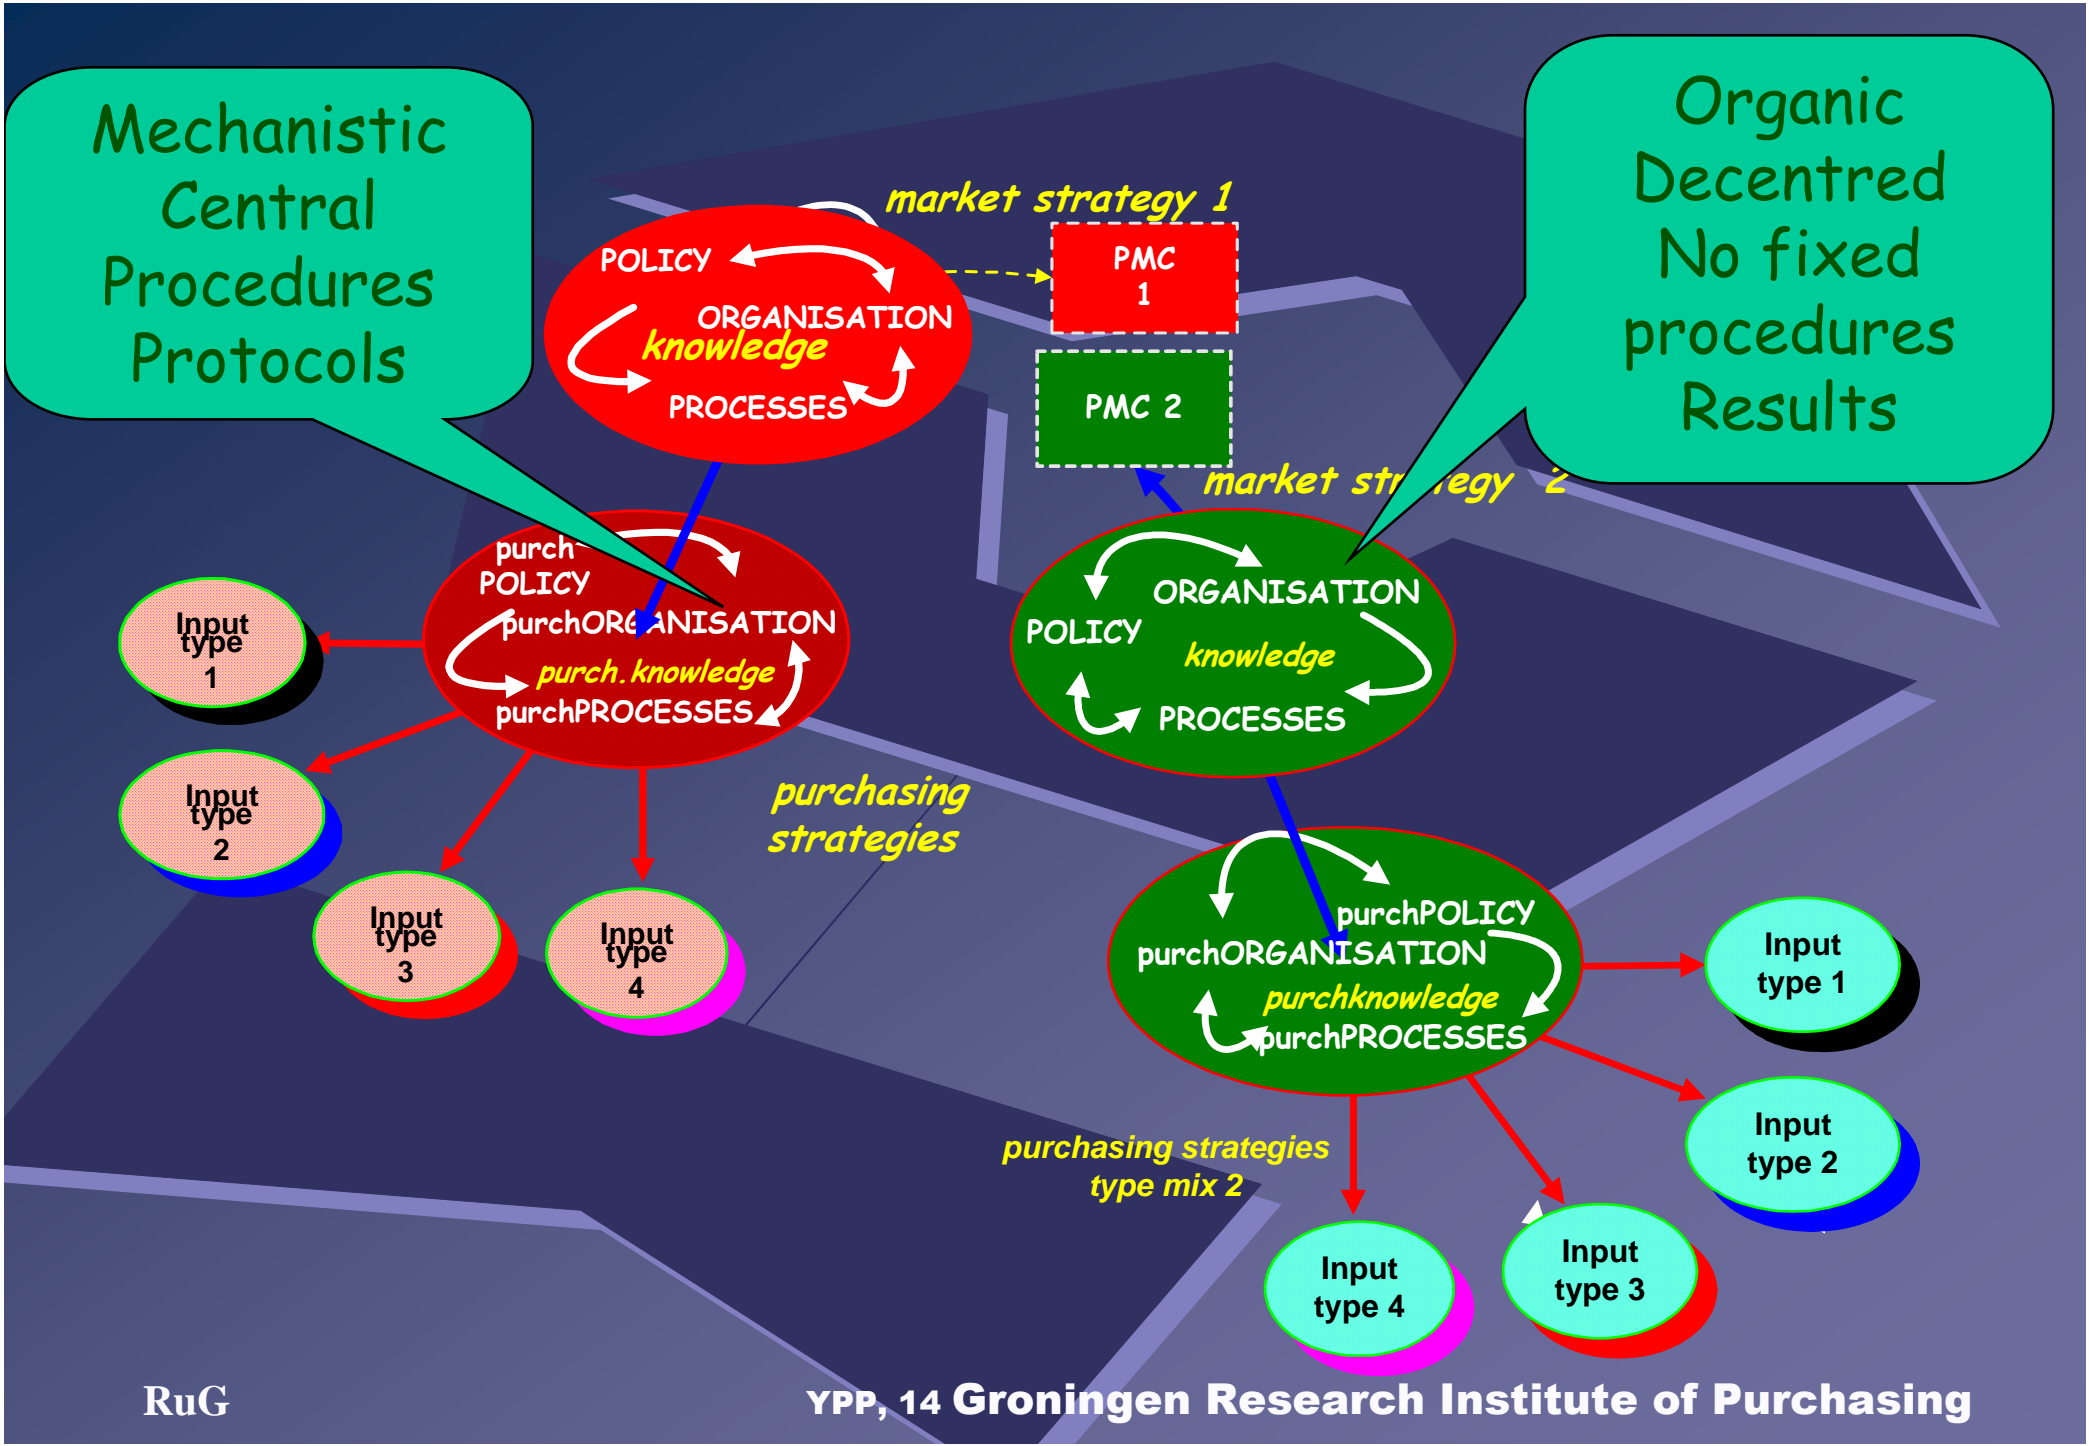 Mechanistic
Central
Procedures
Protocols
Organic
Decentred
No fixed
procedures
Results
market strategy 1
POLICY
ORGANISATION
knowledge
PROCESSES
PMC
1
PMC 2
market strategy 2
purch
POLICY
purchORGANISATION
purch.knowledge
purchPROCESSES
ORGANISATION
POLICY
knowledge
PROCESSES
Input
type
1
Input
type
2
Input
type
3
Input
type
4
purchasing
strategies
purchPOLICY
purchORGANISATION
purchknowledge
purchPROCESSES
Input
type 1
Input
type 2
Input
type 3
Input
type 4
purchasing strategies
type mix 2
RuG
YPP, 14 Groningen Research Institute of Purchasing